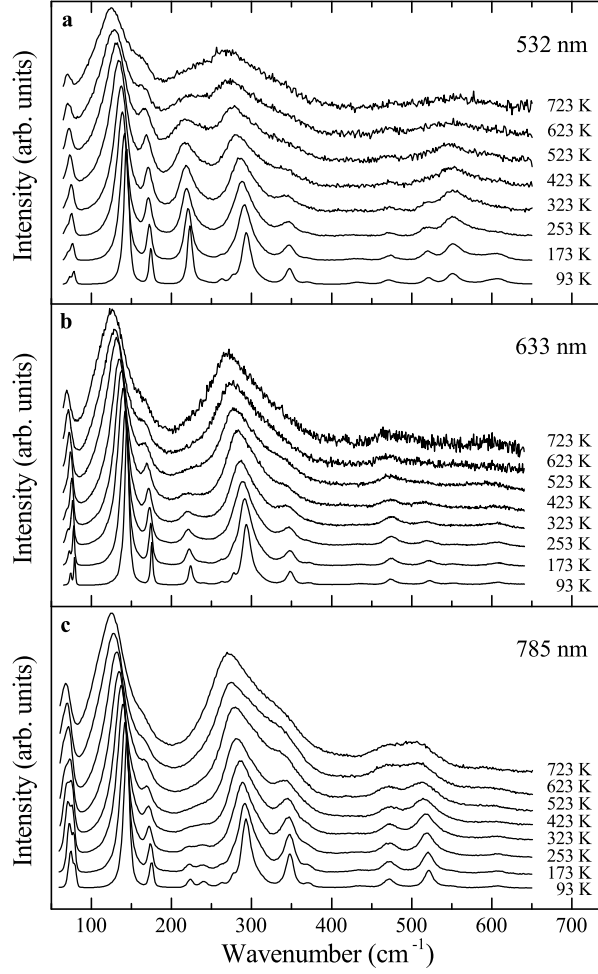 a
532 nm
Intensity (arb. units)
723 K
623 K
523 K
423 K
323 K
253 K
173 K
93 K
b
633 nm
Intensity (arb. units)
723 K
623 K
523 K
423 K
323 K
253 K
173 K
93 K
c
785 nm
Intensity (arb. units)
723 K
623 K
523 K
423 K
323 K
253 K
173 K
93 K
100 200 300 400 500 600 700
Wavenumber (cm⁻¹)